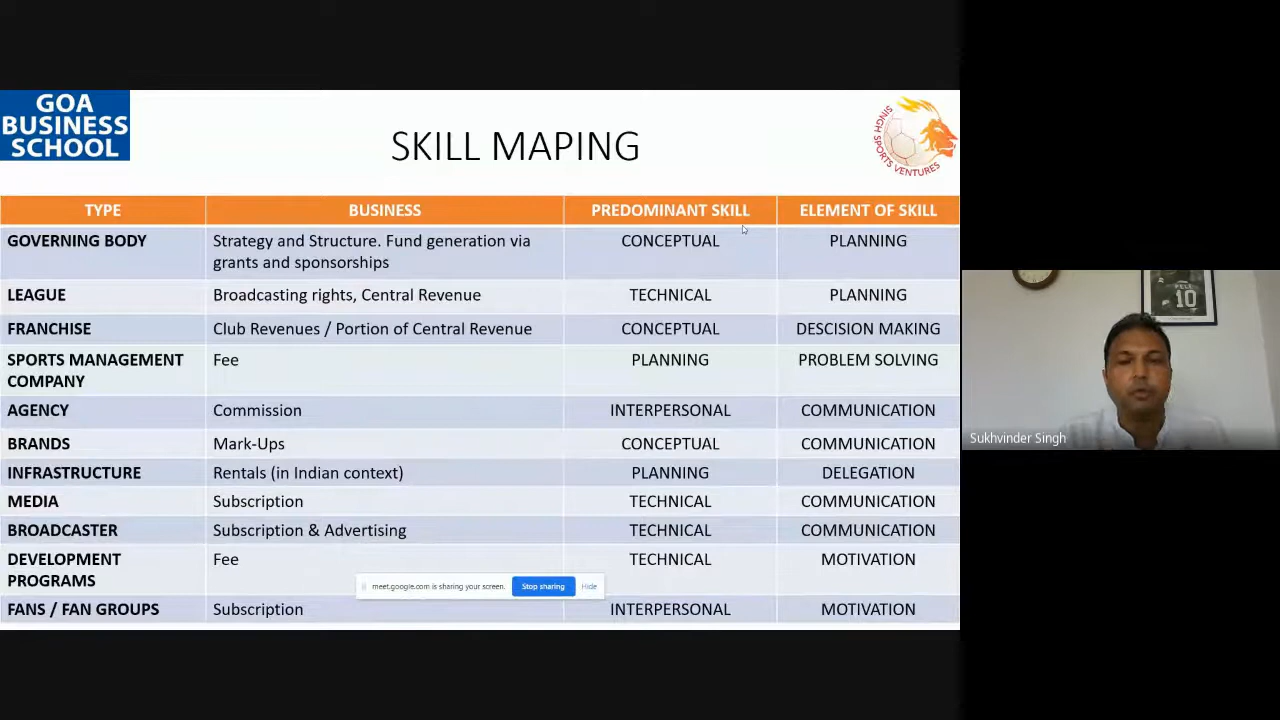 GOA
BUSINESS
SCHOOL
SKILL MAPING
SINGH SPORTS VENTURES
TYPE BUSINESS PREDOMINANT SKILL ELEMENT OF SKILL
GOVERNING BODY Strategy and Structure. Fund generation via CONCEPTUAL PLANNING
grants and sponsorships
LEAGUE Broadcasting rights, Central Revenue TECHNICAL PLANNING
FRANCHISE Club Revenues / Portion of Central Revenue CONCEPTUAL DESCISION MAKING
SPORTS MANAGEMENT Fee PLANNING PROBLEM SOLVING
COMPANY
AGENCY Commission INTERPERSONAL COMMUNICATION
BRANDS Mark-Ups CONCEPTUAL COMMUNICATION
INFRASTRUCTURE Rentals (in Indian context) PLANNING DELEGATION
MEDIA Subscription TECHNICAL COMMUNICATION
BROADCASTER Subscription & Advertising TECHNICAL COMMUNICATION
DEVELOPMENT Fee TECHNICAL MOTIVATION
PROGRAMS
meet.google.com is sharing your screen. Stop sharing Hide
FANS / FAN GROUPS Subscription INTERPERSONAL MOTIVATION
PELE
10
Sukhvinder Singh